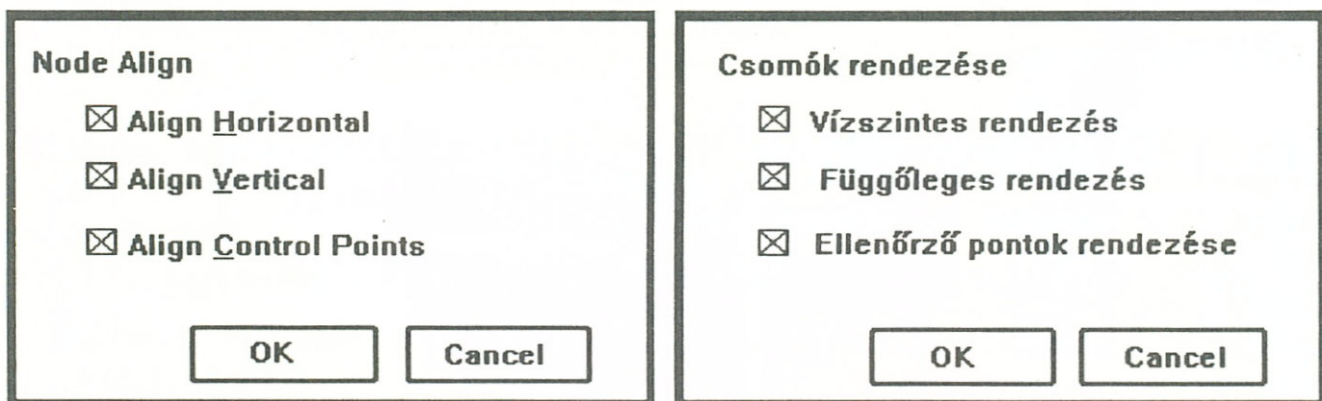 Node Align
Align Horizontal
Align Vertical
Align Control Points
OK
Cancel
Csomók rendezése
Vízszintes rendezés
Függőleges rendezés
Ellenőrző pontok rendezése
OK
Cancel